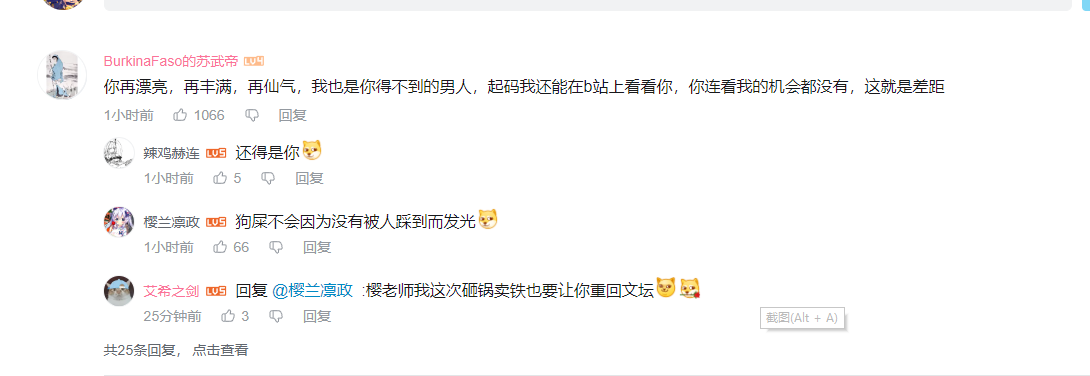 BurkinaFaso的苏武帝 LV4
你再漂亮，再丰满，再仙气，我也是你得不到的男人，起码我还能在b站上看看你，你连看我的机会都没有，这就是差距
1小时前 1066 回复
辣鸡赫连 LV5 还得是你
1小时前 5 回复
樱兰凛政 LV5 狗屎不会因为没有被人踩到而发光
1小时前 66 回复
艾希之剑 LV5 回复 @樱兰凛政 :樱老师我这次砸锅卖铁也要让你重回文坛
25分钟前 3 回复
截图(Alt + A)
共25条回复，点击查看